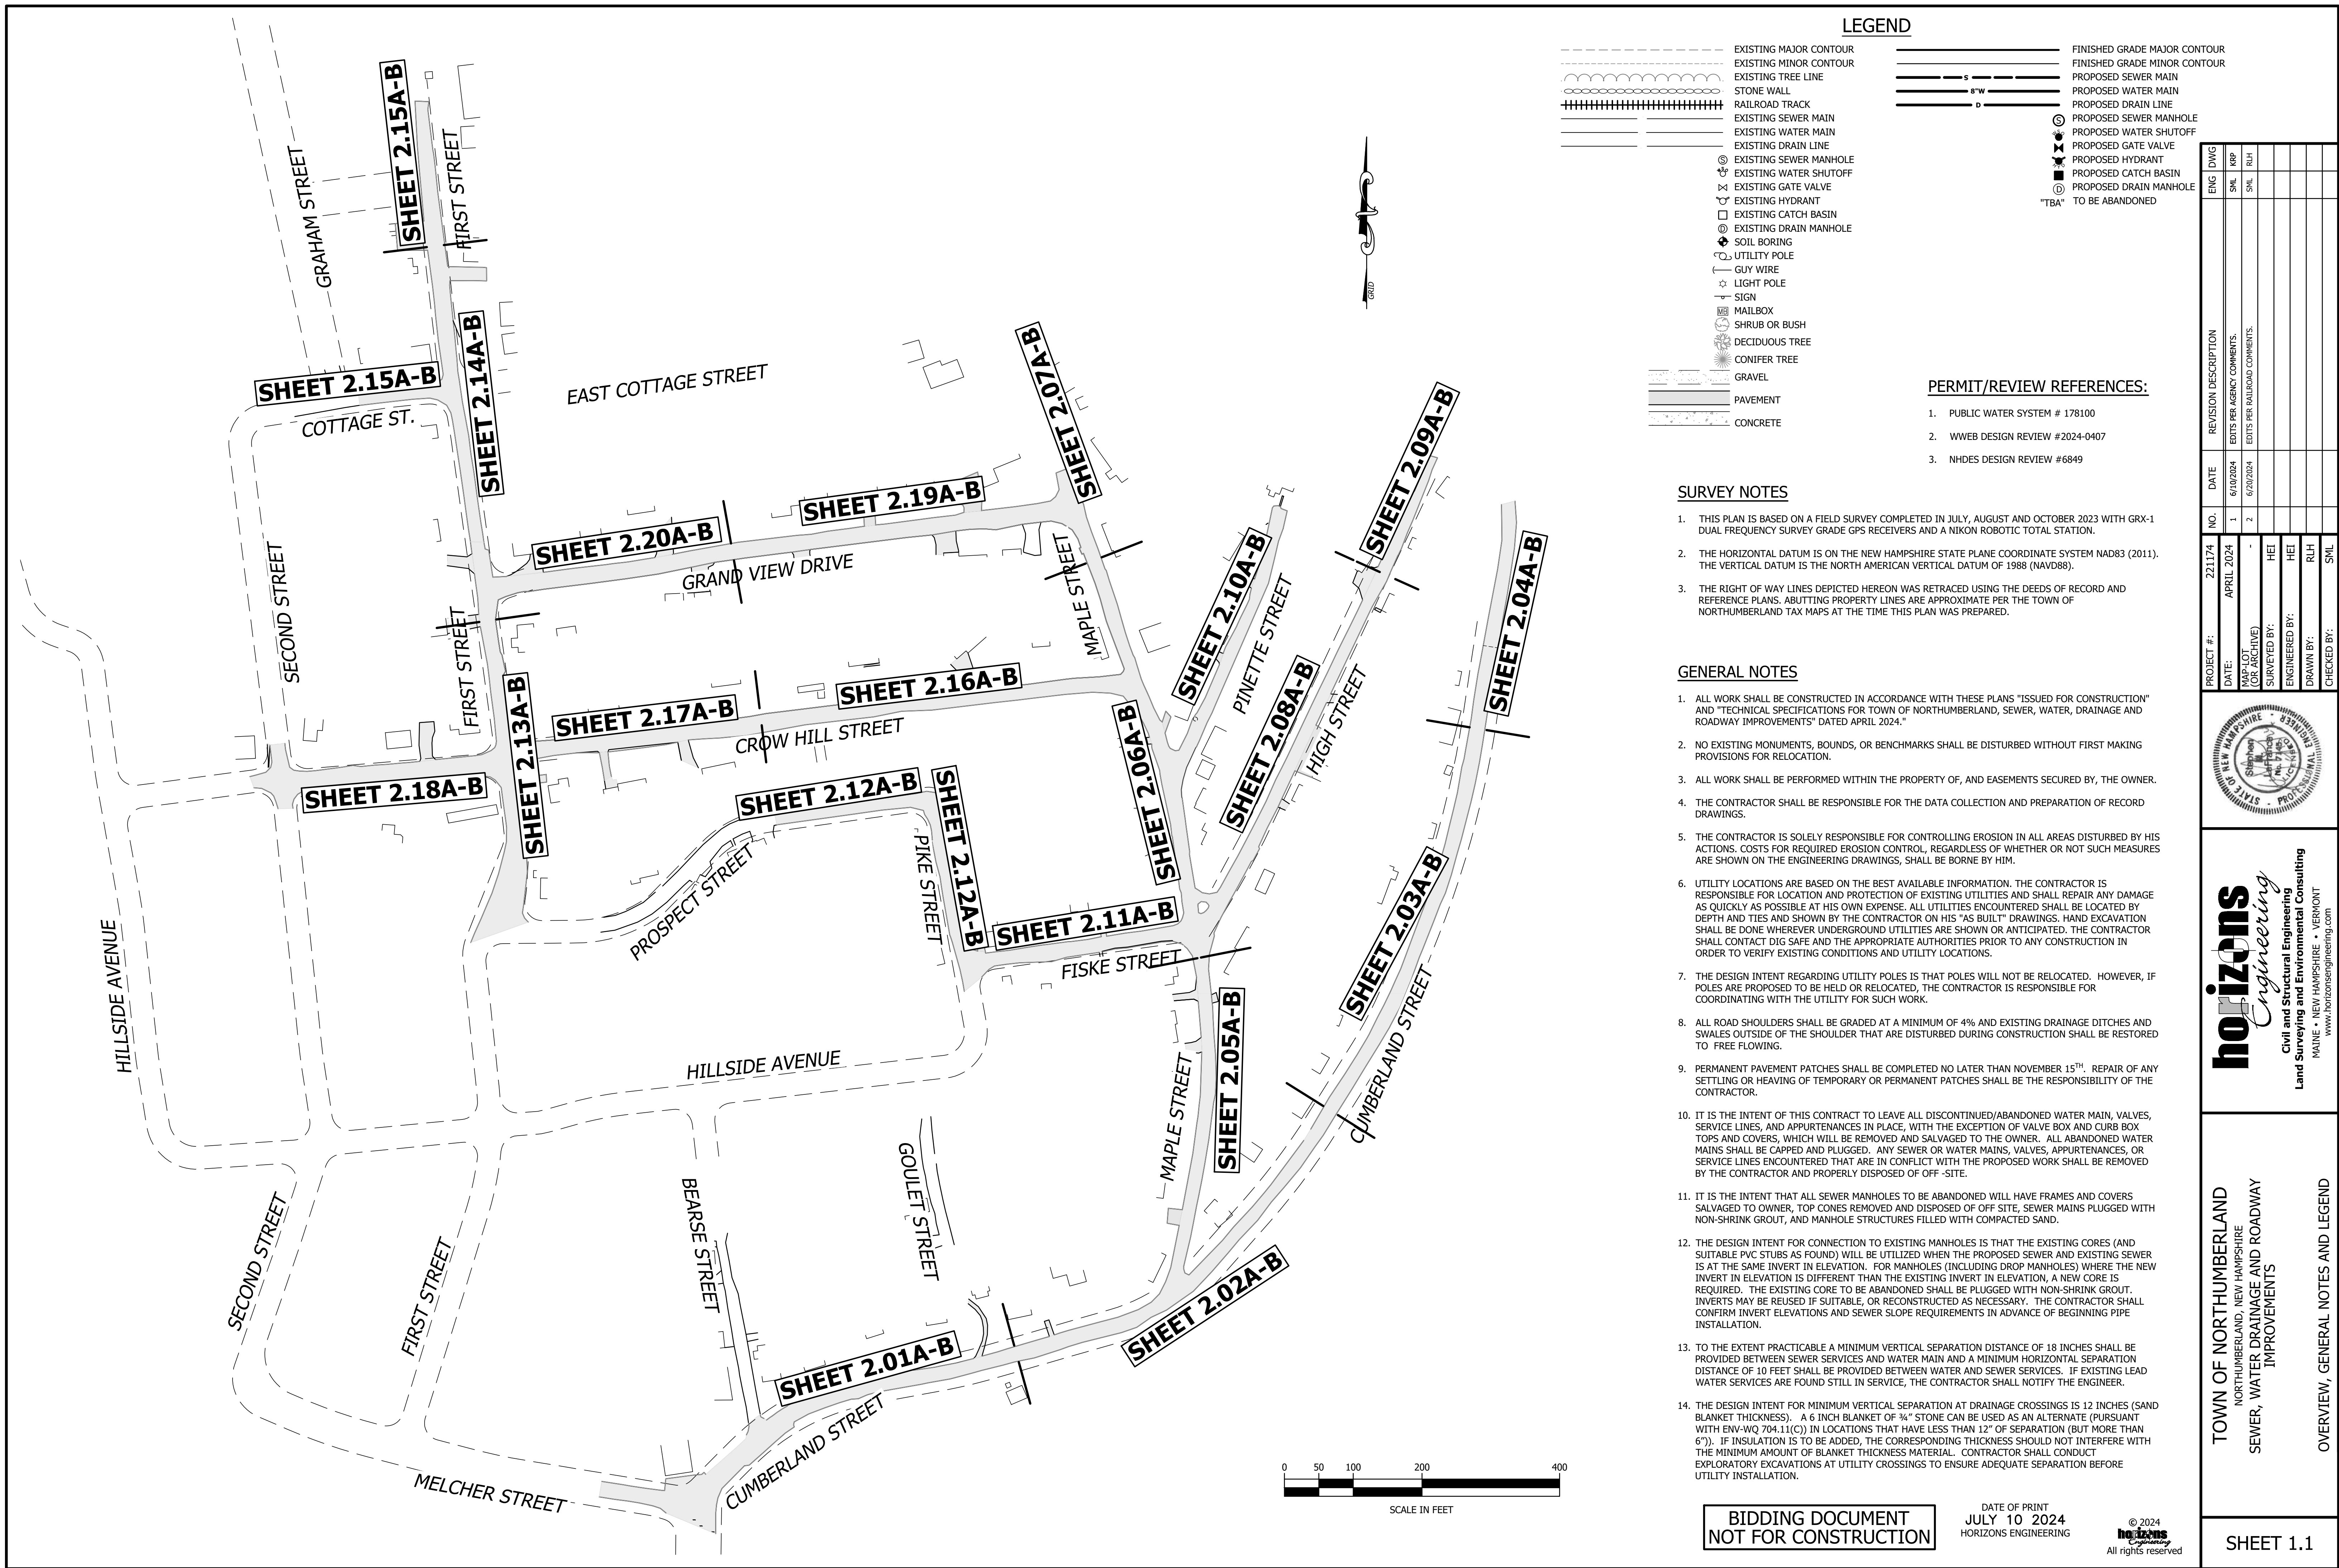 LEGEND
EXISTING MAJOR CONTOUR
EXISTING MINOR CONTOUR
EXISTING TREE LINE
STONE WALL
RAILROAD TRACK
EXISTING SEWER MAIN
EXISTING WATER MAIN
EXISTING DRAIN LINE
S EXISTING SEWER MANHOLE
EXISTING WATER SHUTOFF
EXISTING GATE VALVE
EXISTING HYDRANT
EXISTING CATCH BASIN
D EXISTING DRAIN MANHOLE
SOIL BORING
UTILITY POLE
GUY WIRE
LIGHT POLE
SIGN
MB MAILBOX
SHRUB OR BUSH
DECIDUOUS TREE
CONIFER TREE
GRAVEL
PAVEMENT
CONCRETE
FINISHED GRADE MAJOR CONTOUR
FINISHED GRADE MINOR CONTOUR
S PROPOSED SEWER MAIN
8"W PROPOSED WATER MAIN
D PROPOSED DRAIN LINE
S PROPOSED SEWER MANHOLE
PROPOSED WATER SHUTOFF
PROPOSED GATE VALVE
PROPOSED HYDRANT
PROPOSED CATCH BASIN
D PROPOSED DRAIN MANHOLE
"TBA" TO BE ABANDONED
PERMIT/REVIEW REFERENCES:
1. PUBLIC WATER SYSTEM # 178100
2. WWEB DESIGN REVIEW #2024-0407
3. NHDES DESIGN REVIEW #6849
SURVEY NOTES
1. THIS PLAN IS BASED ON A FIELD SURVEY COMPLETED IN JULY, AUGUST AND OCTOBER 2023 WITH GRX-1
DUAL FREQUENCY SURVEY GRADE GPS RECEIVERS AND A NIKON ROBOTIC TOTAL STATION.
2. THE HORIZONTAL DATUM IS ON THE NEW HAMPSHIRE STATE PLANE COORDINATE SYSTEM NAD83 (2011).
THE VERTICAL DATUM IS THE NORTH AMERICAN VERTICAL DATUM OF 1988 (NAVD88).
3. THE RIGHT OF WAY LINES DEPICTED HEREON WAS RETRACED USING THE DEEDS OF RECORD AND
REFERENCE PLANS. ABUTTING PROPERTY LINES ARE APPROXIMATE PER THE TOWN OF
NORTHUMBERLAND TAX MAPS AT THE TIME THIS PLAN WAS PREPARED.
GENERAL NOTES
1. ALL WORK SHALL BE CONSTRUCTED IN ACCORDANCE WITH THESE PLANS "ISSUED FOR CONSTRUCTION"
AND "TECHNICAL SPECIFICATIONS FOR TOWN OF NORTHUMBERLAND, SEWER, WATER, DRAINAGE AND
ROADWAY IMPROVEMENTS" DATED APRIL 2024."
2. NO EXISTING MONUMENTS, BOUNDS, OR BENCHMARKS SHALL BE DISTURBED WITHOUT FIRST MAKING
PROVISIONS FOR RELOCATION.
3. ALL WORK SHALL BE PERFORMED WITHIN THE PROPERTY OF, AND EASEMENTS SECURED BY, THE OWNER.
4. THE CONTRACTOR SHALL BE RESPONSIBLE FOR THE DATA COLLECTION AND PREPARATION OF RECORD
DRAWINGS.
5. THE CONTRACTOR IS SOLELY RESPONSIBLE FOR CONTROLLING EROSION IN ALL AREAS DISTURBED BY HIS
ACTIONS. COSTS FOR REQUIRED EROSION CONTROL, REGARDLESS OF WHETHER OR NOT SUCH MEASURES
ARE SHOWN ON THE ENGINEERING DRAWINGS, SHALL BE BORNE BY HIM.
6. UTILITY LOCATIONS ARE BASED ON THE BEST AVAILABLE INFORMATION. THE CONTRACTOR IS
RESPONSIBLE FOR LOCATION AND PROTECTION OF EXISTING UTILITIES AND SHALL REPAIR ANY DAMAGE
AS QUICKLY AS POSSIBLE AT HIS OWN EXPENSE. ALL UTILITIES ENCOUNTERED SHALL BE LOCATED BY
DEPTH AND TIES AND SHOWN BY THE CONTRACTOR ON HIS "AS BUILT" DRAWINGS. HAND EXCAVATION
SHALL BE DONE WHEREVER UNDERGROUND UTILITIES ARE SHOWN OR ANTICIPATED. THE CONTRACTOR
SHALL CONTACT DIG SAFE AND THE APPROPRIATE AUTHORITIES PRIOR TO ANY CONSTRUCTION IN
ORDER TO VERIFY EXISTING CONDITIONS AND UTILITY LOCATIONS.
7. THE DESIGN INTENT REGARDING UTILITY POLES IS THAT POLES WILL NOT BE RELOCATED. HOWEVER, IF
POLES ARE PROPOSED TO BE HELD OR RELOCATED, THE CONTRACTOR IS RESPONSIBLE FOR
COORDINATING WITH THE UTILITY FOR SUCH WORK.
8. ALL ROAD SHOULDERS SHALL BE GRADED AT A MINIMUM OF 4% AND EXISTING DRAINAGE DITCHES AND
SWALES OUTSIDE OF THE SHOULDER THAT ARE DISTURBED DURING CONSTRUCTION SHALL BE RESTORED
TO FREE FLOWING.
9. PERMANENT PAVEMENT PATCHES SHALL BE COMPLETED NO LATER THAN NOVEMBER 15TH. REPAIR OF ANY
SETTLING OR HEAVING OF TEMPORARY OR PERMANENT PATCHES SHALL BE THE RESPONSIBILITY OF THE
CONTRACTOR.
10. IT IS THE INTENT OF THIS CONTRACT TO LEAVE ALL DISCONTINUED/ABANDONED WATER MAIN, VALVES,
SERVICE LINES, AND APPURTENANCES IN PLACE, WITH THE EXCEPTION OF VALVE BOX AND CURB BOX
TOPS AND COVERS, WHICH WILL BE REMOVED AND SALVAGED TO THE OWNER. ALL ABANDONED WATER
MAINS SHALL BE CAPPED AND PLUGGED. ANY SEWER OR WATER MAINS, VALVES, APPURTENANCES, OR
SERVICE LINES ENCOUNTERED THAT ARE IN CONFLICT WITH THE PROPOSED WORK SHALL BE REMOVED
BY THE CONTRACTOR AND PROPERLY DISPOSED OF OFF -SITE.
11. IT IS THE INTENT THAT ALL SEWER MANHOLES TO BE ABANDONED WILL HAVE FRAMES AND COVERS
SALVAGED TO OWNER, TOP CONES REMOVED AND DISPOSED OF OFF SITE, SEWER MAINS PLUGGED WITH
NON-SHRINK GROUT, AND MANHOLE STRUCTURES FILLED WITH COMPACTED SAND.
12. THE DESIGN INTENT FOR CONNECTION TO EXISTING MANHOLES IS THAT THE EXISTING CORES (AND
SUITABLE PVC STUBS AS FOUND) WILL BE UTILIZED WHEN THE PROPOSED SEWER AND EXISTING SEWER
IS AT THE SAME INVERT IN ELEVATION. FOR MANHOLES (INCLUDING DROP MANHOLES) WHERE THE NEW
INVERT IN ELEVATION IS DIFFERENT THAN THE EXISTING INVERT IN ELEVATION, A NEW CORE IS
REQUIRED. THE EXISTING CORE TO BE ABANDONED SHALL BE PLUGGED WITH NON-SHRINK GROUT.
INVERTS MAY BE REUSED IF SUITABLE, OR RECONSTRUCTED AS NECESSARY. THE CONTRACTOR SHALL
CONFIRM INVERT ELEVATIONS AND SEWER SLOPE REQUIREMENTS IN ADVANCE OF BEGINNING PIPE
INSTALLATION.
13. TO THE EXTENT PRACTICABLE A MINIMUM VERTICAL SEPARATION DISTANCE OF 18 INCHES SHALL BE
PROVIDED BETWEEN SEWER SERVICES AND WATER MAIN AND A MINIMUM HORIZONTAL SEPARATION
DISTANCE OF 10 FEET SHALL BE PROVIDED BETWEEN WATER AND SEWER SERVICES. IF EXISTING LEAD
WATER SERVICES ARE FOUND STILL IN SERVICE, THE CONTRACTOR SHALL NOTIFY THE ENGINEER.
14. THE DESIGN INTENT FOR MINIMUM VERTICAL SEPARATION AT DRAINAGE CROSSINGS IS 12 INCHES (SAND
BLANKET THICKNESS). A 6 INCH BLANKET OF ¾" STONE CAN BE USED AS AN ALTERNATE (PURSUANT
WITH ENV-WQ 704.11(C)) IN LOCATIONS THAT HAVE LESS THAN 12" OF SEPARATION (BUT MORE THAN
6")). IF INSULATION IS TO BE ADDED, THE CORRESPONDING THICKNESS SHOULD NOT INTERFERE WITH
THE MINIMUM AMOUNT OF BLANKET THICKNESS MATERIAL. CONTRACTOR SHALL CONDUCT
EXPLORATORY EXCAVATIONS AT UTILITY CROSSINGS TO ENSURE ADEQUATE SEPARATION BEFORE
UTILITY INSTALLATION.
BIDDING DOCUMENT
NOT FOR CONSTRUCTION
DATE OF PRINT
JULY 10 2024
HORIZONS ENGINEERING
© 2024
horizons
Engineering
All rights reserved
GRID
0 50 100 200 400
SCALE IN FEET
SHEET 2.15A-B
FIRST STREET
GRAHAM STREET
SHEET 2.14A-B
SHEET 2.15A-B
COTTAGE ST.
EAST COTTAGE STREET
SHEET 2.07A-B
SHEET 2.09A-B
SHEET 2.19A-B
SHEET 2.20A-B
GRAND VIEW DRIVE
MAPLE STREET
SHEET 2.10A-B
PINETTE STREET
SHEET 2.04A-B
SECOND STREET
FIRST STREET
SHEET 2.13A-B
SHEET 2.17A-B
SHEET 2.16A-B
CROW HILL STREET
SHEET 2.06A-B
SHEET 2.08A-B
HIGH STREET
SHEET 2.18A-B
SHEET 2.12A-B
SHEET 2.12A-B
PIKE STREET
PROSPECT STREET
SHEET 2.11A-B
FISKE STREET
SHEET 2.03A-B
CUMBERLAND STREET
HILLSIDE AVENUE
HILLSIDE AVENUE
SHEET 2.05A-B
MAPLE STREET
GOULET STREET
BEARSE STREET
SECOND STREET
FIRST STREET
SHEET 2.02A-B
SHEET 2.01A-B
CUMBERLAND STREET
MELCHER STREET
NO. DATE REVISION DESCRIPTION ENG DWG
1 6/10/2024 EDITS PER AGENCY COMMENTS. SML KRP
2 6/20/2024 EDITS PER RAILROAD COMMENTS. SML RLH
PROJECT #: 221174
DATE: APRIL 2024
MAP-LOT
(OR ARCHIVE) -
SURVEYED BY: HEI
ENGINEERED BY: HEI
DRAWN BY: RLH
CHECKED BY: SML
STATE OF NEW HAMPSHIRE
Stephen
M.
LaFrance
No. 7145
LICENSED
PROFESSIONAL ENGINEER
horizons
Engineering
Civil and Structural Engineering
Land Surveying and Environmental Consulting
MAINE • NEW HAMPSHIRE • VERMONT
www.horizonsengineering.com
TOWN OF NORTHUMBERLAND
NORTHUMBERLAND, NEW HAMPSHIRE
SEWER, WATER DRAINAGE AND ROADWAY
IMPROVEMENTS
OVERVIEW, GENERAL NOTES AND LEGEND
SHEET 1.1